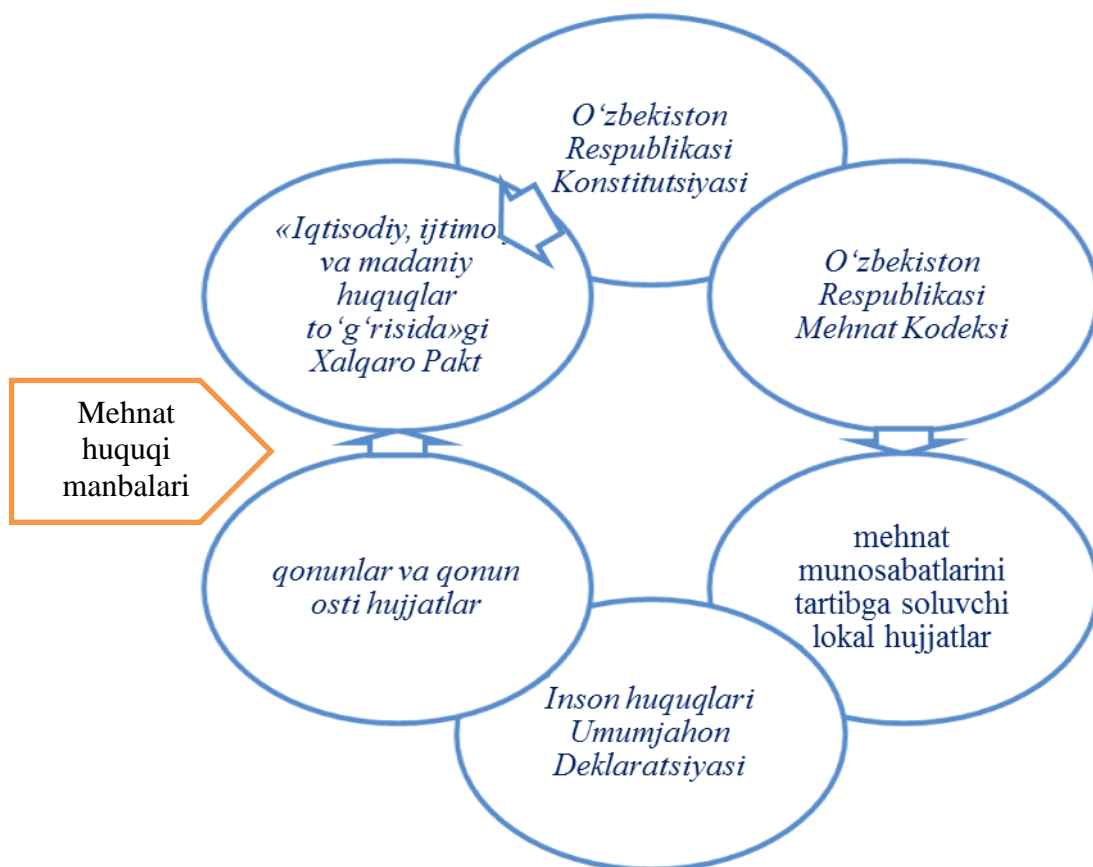 O‘zbekiston
Respublikasi
Konstitutsiyasi
O‘zbekiston
Respublikasi
Mehnat Kodeksi
mehnat
munosabatlarini
tartibga soluvchi
lokal hujjatlar
Inson huquqlari
Umumjahon
Deklaratsiyasi
qonunlar va qonun
osti hujjatlar
«Iqtisodiy,
va madaniy
huquqlar
to‘g‘risida»gi
Xalqaro Pakt
Mehnat
huquqi
manbalari